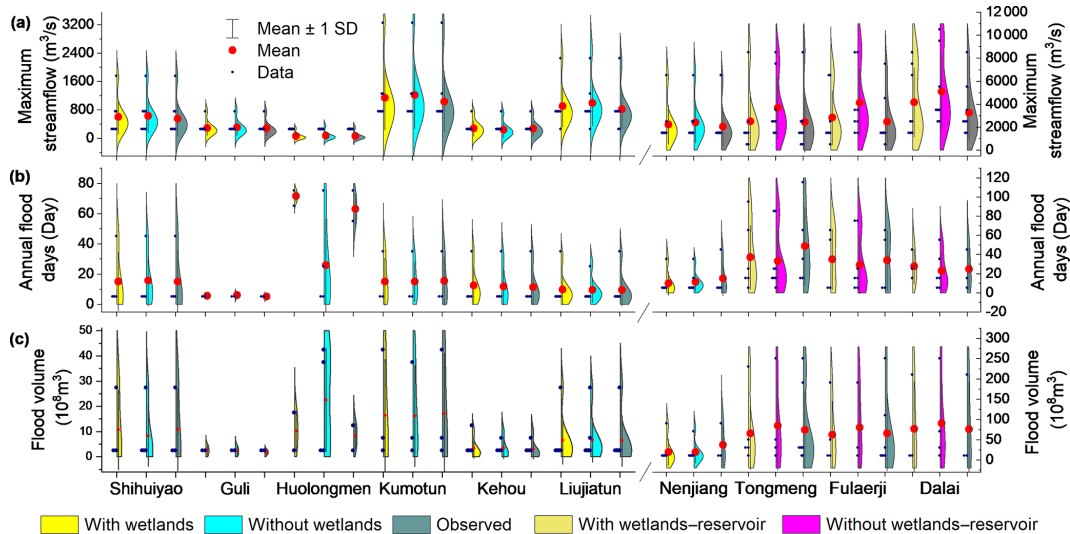 (a)
Maximum
streamflow (m³/s)
3200
2400
1600
800
0
Mean ± 1 SD
Mean
Data
12 000
10 000
8000
6000
4000
2000
0
Maximum
streamflow (m³/s)
(b)
Annual flood
days (Day)
80
60
40
20
0
120
100
80
60
40
20
0
−20
Annual flood
days (Day)
(c)
Flood volume
(10⁸m³)
50
40
30
20
10
0
300
250
200
150
100
50
0
Flood volume
(10⁸m³)
Shihuiyao Guli Huolongmen Kumotun Kehou Liujiatun Nenjiang Tongmeng Fulaerji Dalai
With wetlands Without wetlands Observed With wetlands–reservoir Without wetlands–reservoir